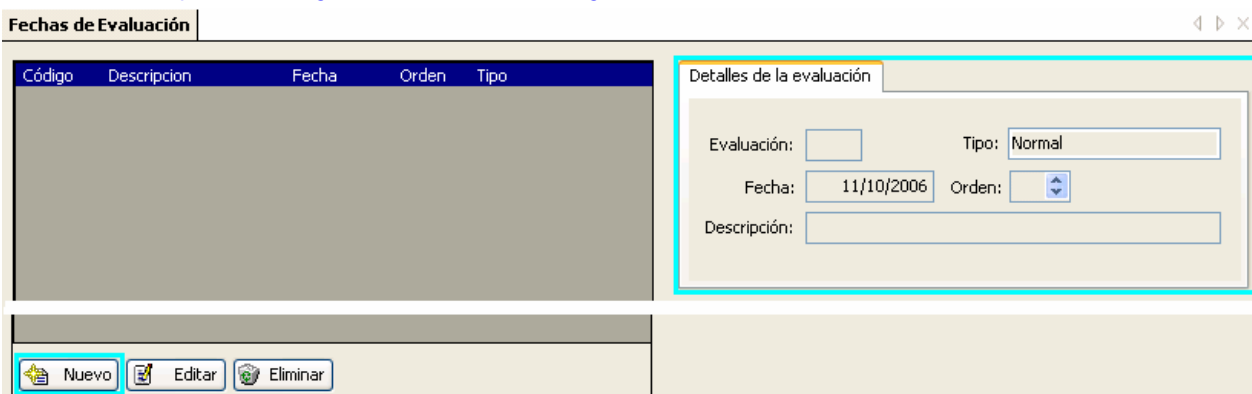 Fechas de Evaluación
Código Descripcion Fecha Orden Tipo
Detalles de la evaluación
Evaluación: Tipo: Normal
Fecha: 11/10/2006 Orden:
Descripción:
Nuevo Editar Eliminar